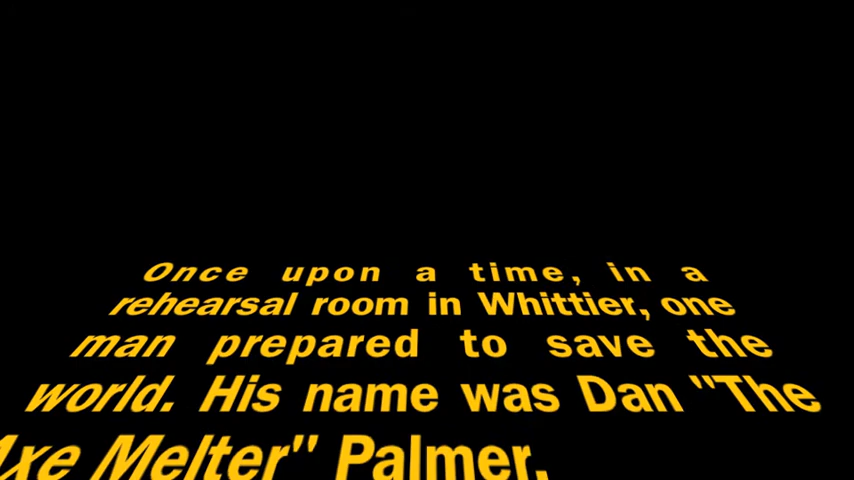 Once upon a time, in a
rehearsal room in Whittier, one
man prepared to save the
world. His name was Dan "The
Axe Melter" Palmer.